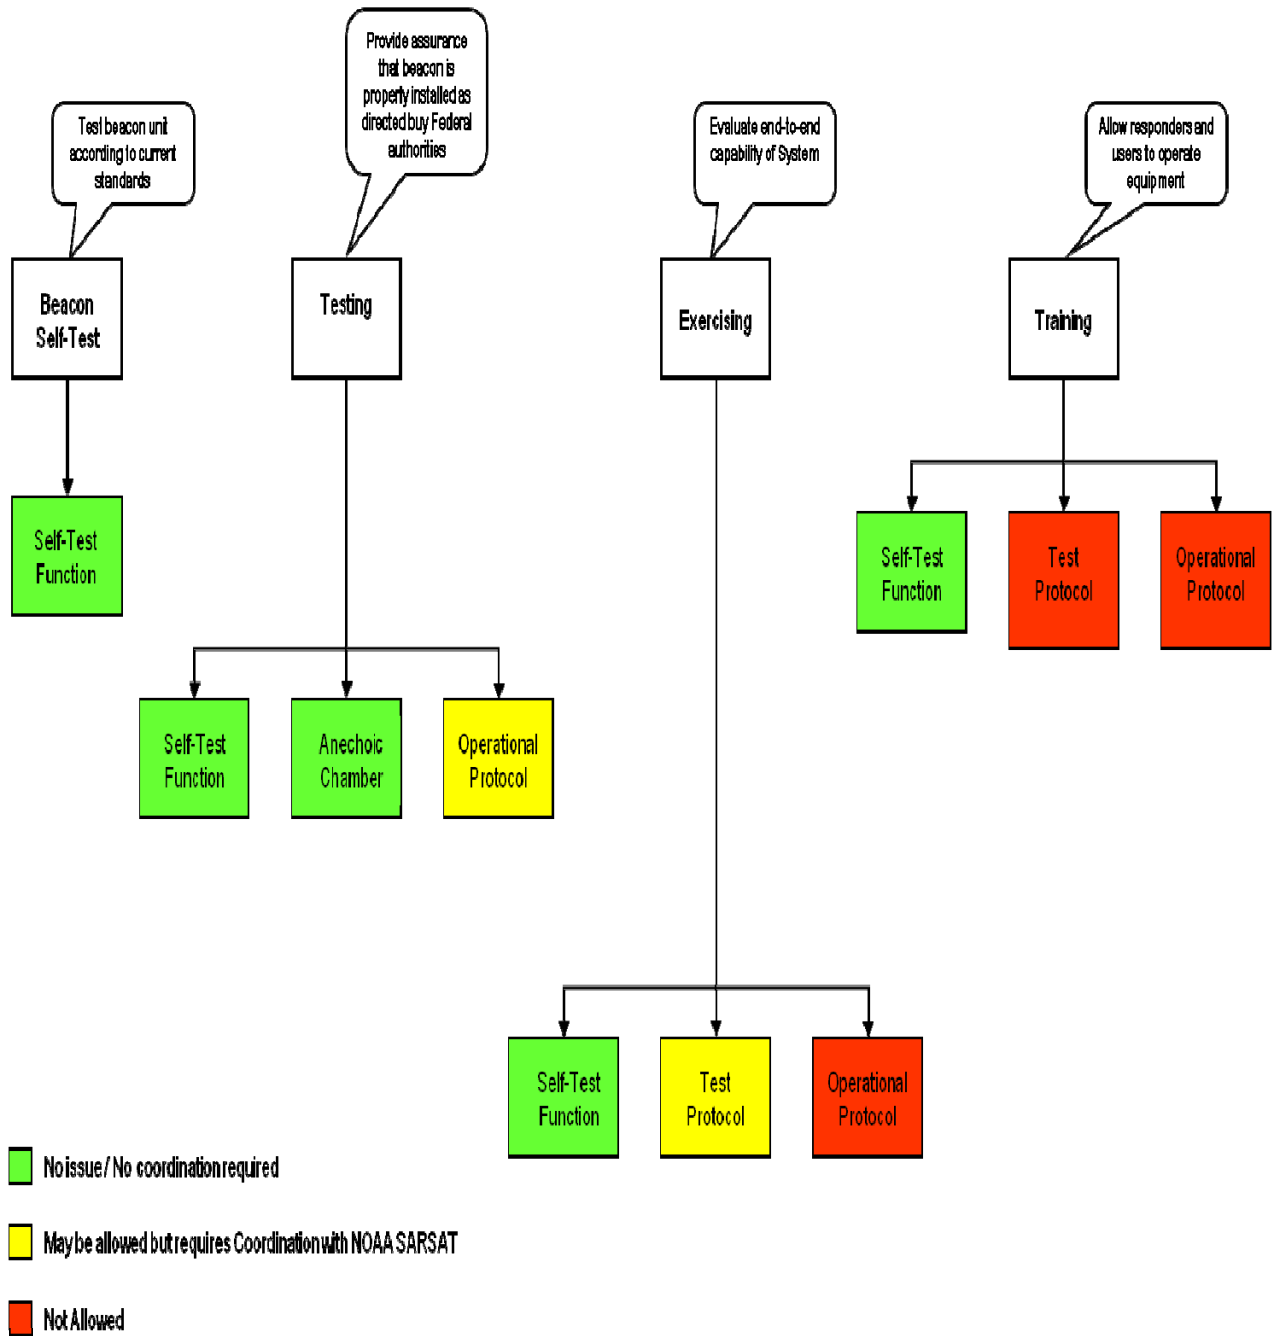 Provide assurance
that beacon is
properly installed as
directed buy Federal
authorities
Test beacon unit
according to current
standards
Evaluate end-to-end
capability of System
Allow responders and
users to operate
equipment
Beacon
Self-Test
Testing
Exercising
Training
Self-Test
Function
Self-Test
Function
Test
Protocol
Operational
Protocol
Self-Test
Function
Anechoic
Chamber
Operational
Protocol
Self-Test
Function
Test
Protocol
Operational
Protocol
No issue / No coordination required
May be allowed but requires Coordination with NOAA SARSAT
Not Allowed